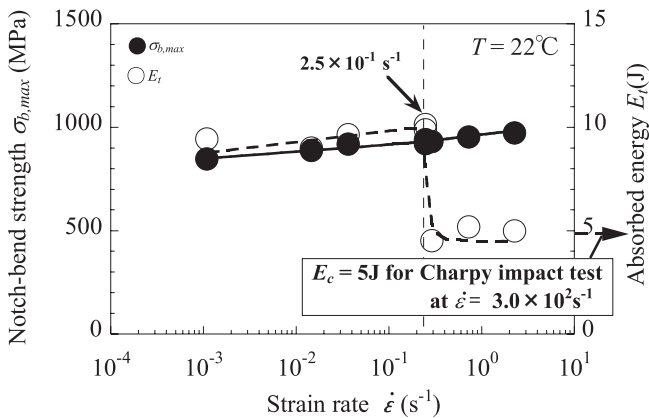 1500
1000
500
0
Notch-bend strength σb,max (MPa)
σb,max
Et
2.5×10-1 s-1
T = 22℃
15
10
5
0
Absorbed energy Et(J)
Ec = 5J for Charpy impact test
at ε̇ = 3.0×102s-1
10-4 10-3 10-2 10-1 100 101
Strain rate ε̇ (s-1)